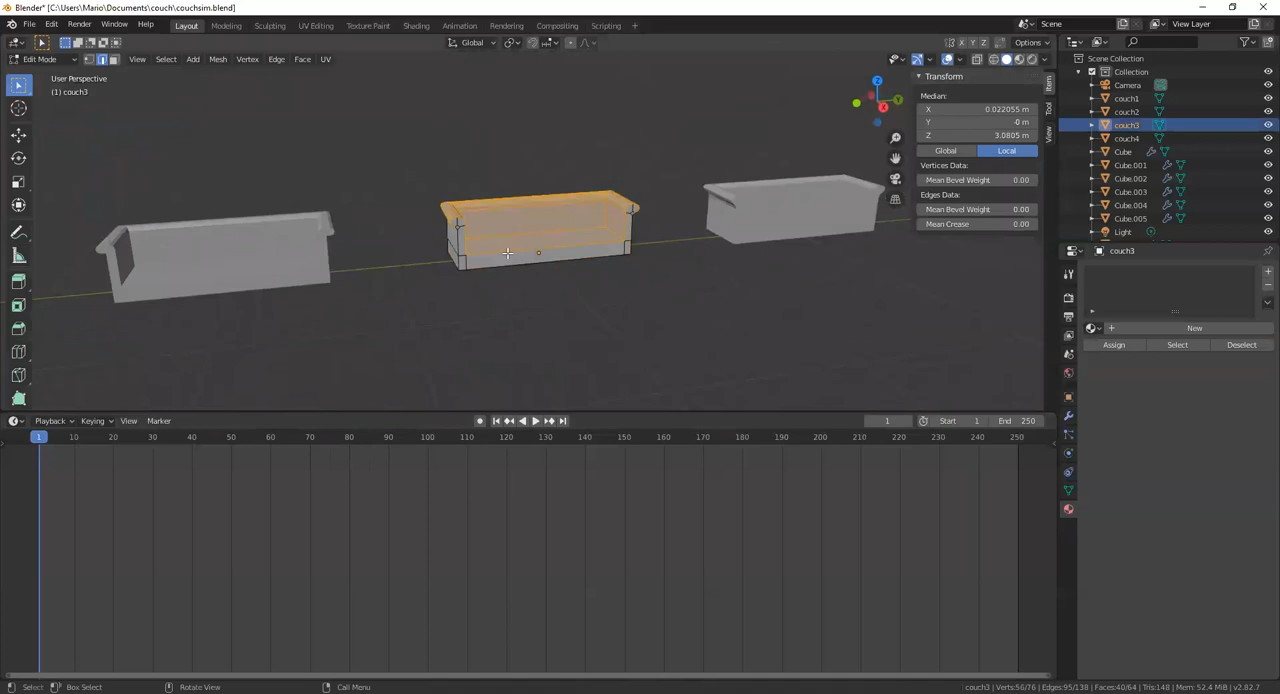 Blender* [C:\Users\Mario\Documents\couch\couchsim.blend]
File Edit Render Window Help Layout Modeling Sculpting UV Editing Texture Paint Shading Animation Rendering Compositing Scripting + Scene View Layer
Global X Y Z Options
Edit Mode View Select Add Mesh Vertex Edge Face UV
User Perspective
(1) couch3
Z
Y
X
Transform
Median:
X 0.022055 m
Y -0 m
Z 3.0805 m
Global Local
Vertices Data:
Mean Bevel Weight 0.00
Edges Data:
Mean Bevel Weight 0.00
Mean Crease 0.00
Item
Tool
View
Scene Collection
Collection
Camera
couch1
couch2
couch3
couch4
Cube
Cube.001
Cube.002
Cube.003
Cube.004
Cube.005
Light
couch3
New
Assign Select Deselect
Playback Keying View Marker 1 Start 1 End 250
1 10 20 30 40 50 60 70 80 90 100 110 120 130 140 150 160 170 180 190 200 210 220 230 240 250
Select Box Select Rotate View Call Menu couch3 | Verts:56/76 | Edges:95/138 | Faces:40/64 | Tris:148 | Mem: 52.4 MiB | v2.82.7